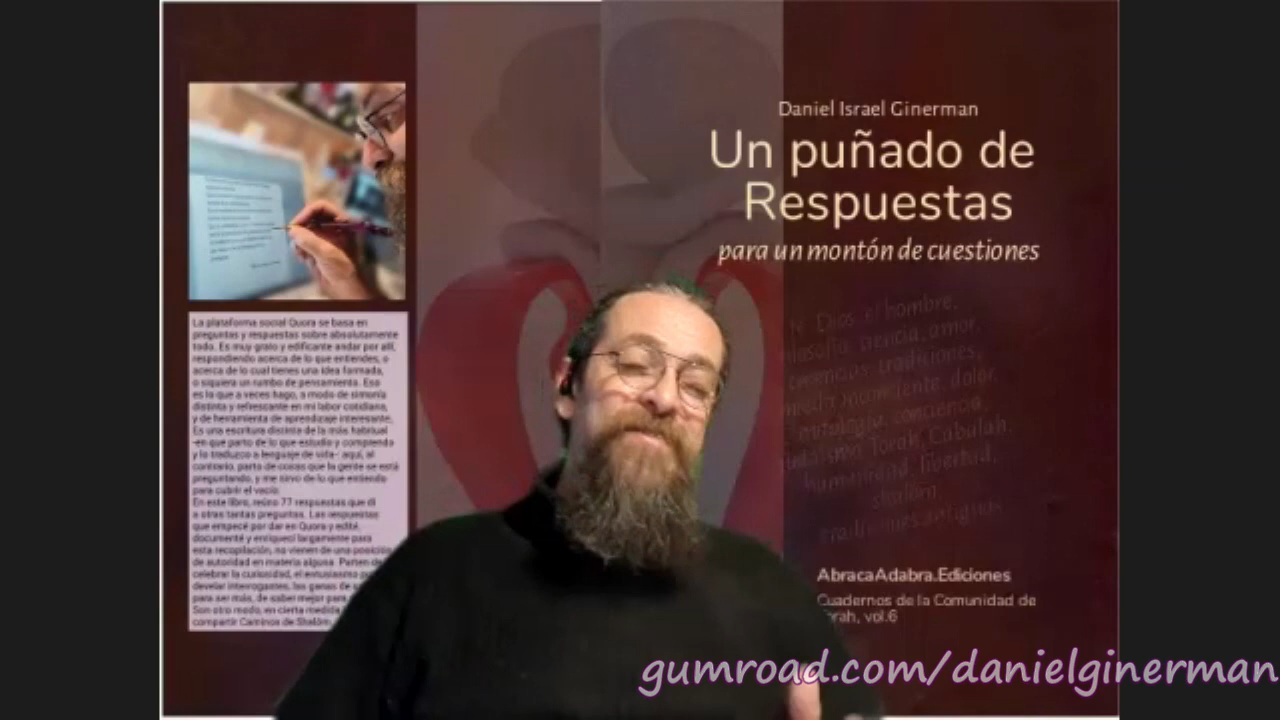 Daniel Israel Ginerman
Un puñado de
Respuestas
para un montón de cuestiones
La plataforma social Quora se basa en
preguntas y respuestas sobre absolutamente
todo. Es muy grato y edificante andar por allí,
respondiendo acerca de lo que entiendes, o
acerca de lo cual tienes una idea formada,
o siquiera un rumbo de pensamiento. Eso
es lo que a veces hago, a modo de
distinta y refrescante en mi labor cotidiana,
y de herramienta de aprendizaje interesante.
Es una escritura distinta de la más habitual
-en que parto de lo que estudio y comprendo
y lo traduzco a lenguaje de vida- aquí, al
contrario, parto de cosas que la gente se está
preguntando, y me sirvo de lo que entiendo
para cubrir el vacío.
En este libro, reúno 77 respuestas que di
a otras tantas preguntas. Las respuestas
que empecé por dar en Quora y edité,
documenté y enriquecí largamente para
esta recopilación, no vienen de una posición
de autoridad en materia alguna. Parten de
celebrar la curiosidad, el entusiasmo
develar interrogantes, las ganas de
para ser más, de saber mejor para
Son otro modo, en cierta medida
compartir Caminos de Shalom.
Dios, el hombre,
filosofía, ciencia, amor,
creencias, tradiciones,
dolor,
conciencia,
Torah, Cabulah,
humanidad, libertad,
AbracaAdabra.Ediciones
Cuadernos de la Comunidad de
vol.6
gumroad.com/danielginerman